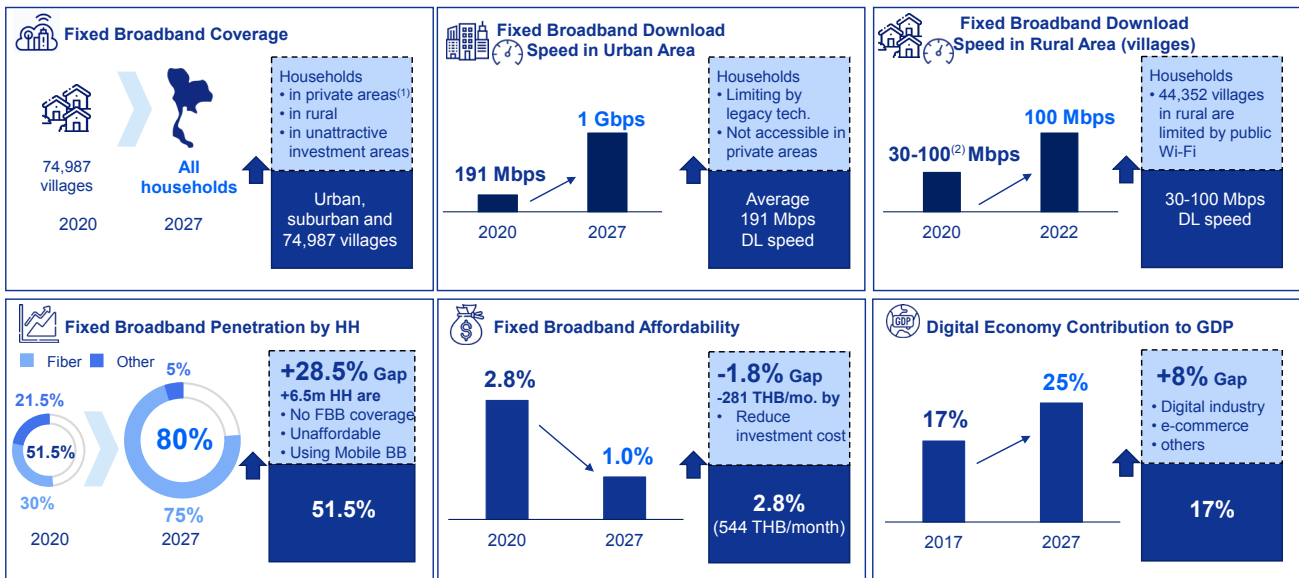 Fixed Broadband Coverage
74,987
villages
All
households
2020
2027
Households
• in private areas(1)
• in rural
• in unattractive
investment areas
Urban,
suburban and
74,987 villages
Fixed Broadband Download
Speed in Urban Area
191 Mbps
1 Gbps
2020
2027
Households
• Limiting by
legacy tech.
• Not accessible in
private areas
Average
191 Mbps
DL speed
Fixed Broadband Download
Speed in Rural Area (villages)
30-100(2) Mbps
100 Mbps
2020
2022
Households
• 44,352 villages
in rural are
limited by public
Wi-Fi
30-100 Mbps
DL speed
Fixed Broadband Penetration by HH
Fiber
Other
21.5%
51.5%
30%
2020
5%
80%
75%
2027
+28.5% Gap
+6.5m HH are
• No FBB coverage
• Unaffordable
• Using Mobile BB
51.5%
$
Fixed Broadband Affordability
2.8%
1.0%
2020
2027
-1.8% Gap
-281 THB/mo. by
• Reduce
investment cost
2.8%
(544 THB/month)
GDP
Digital Economy Contribution to GDP
17%
25%
2017
2027
+8% Gap
• Digital industry
• e-commerce
• others
17%